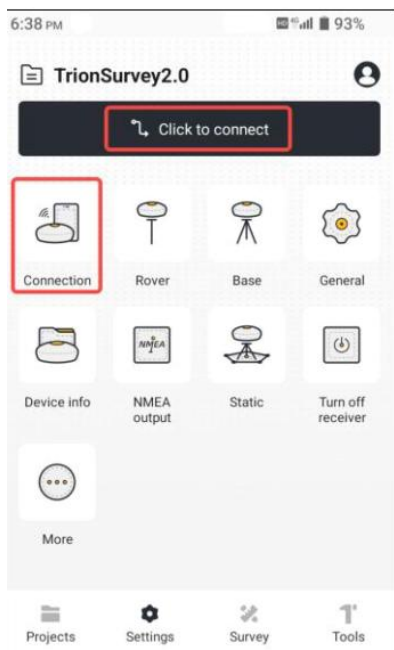 6:38 PM 93%
TrionSurvey2.0
Click to connect
Connection Rover Base General
NMEA
Device info NMEA Static Turn off
output receiver
More
Projects Settings Survey Tools